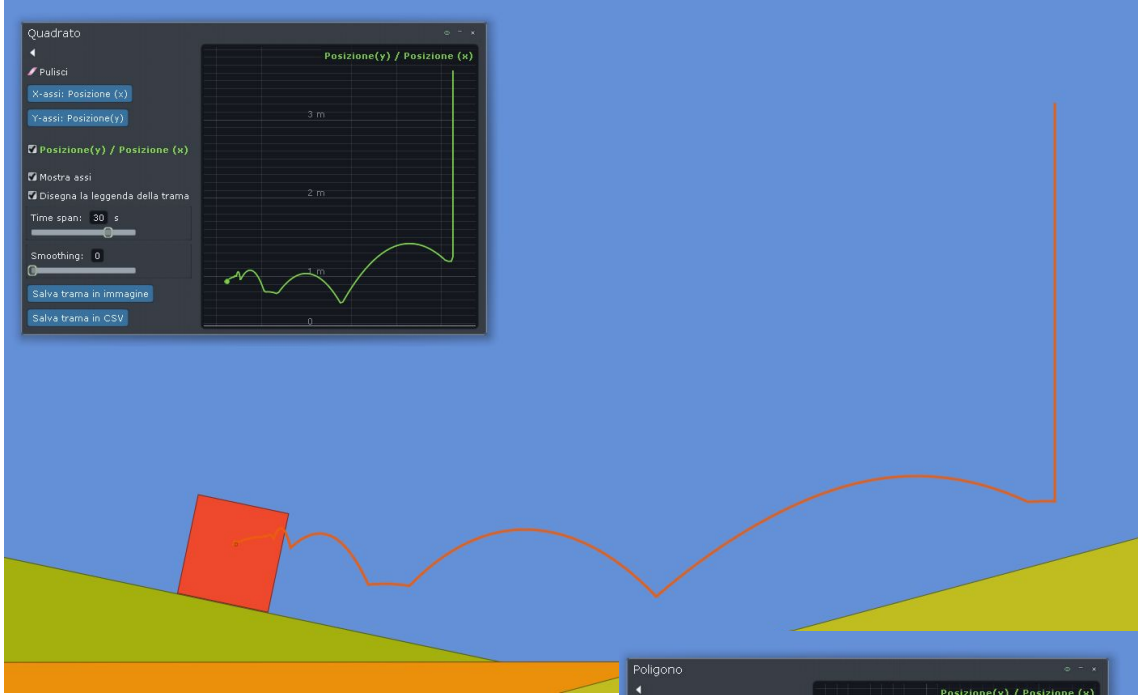 Quadrato
Posizione(y) / Posizione (x)
Pulisci
X-assi: Posizione (x)
Y-assi: Posizione(y)
Posizione(y) / Posizione (x)
Mostra assi
Disegna la leggenda della trama
Time span: 30 s
Smoothing: 0
Salva trama in immagine
Salva trama in CSV
3 m
2 m
1 m
0
Poligono
Posizione(y) / Posizione (x)